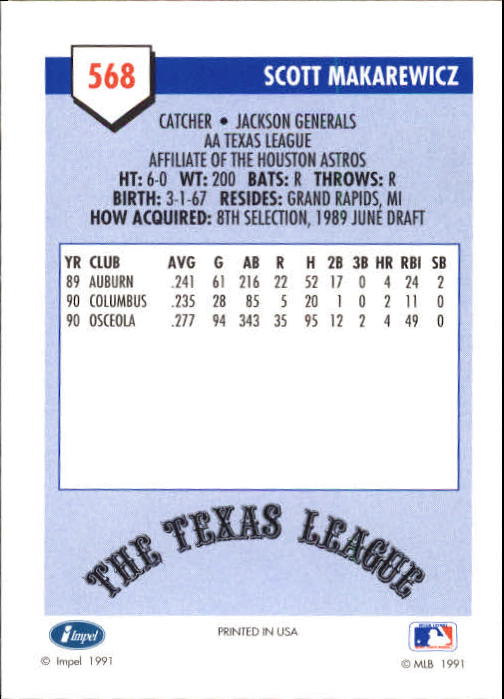 568
SCOTT MAKAREWICZ
CATCHER • JACKSON GENERALS
AA TEXAS LEAGUE
AFFILIATE OF THE HOUSTON ASTROS
HT: 6-0 WT: 200 BATS: R THROWS: R
BIRTH: 3-1-67 RESIDES: GRAND RAPIDS, MI
HOW ACQUIRED: 8TH SELECTION, 1989 JUNE DRAFT
YR CLUB AVG G AB R H 2B 3B HR RBI SB
89 AUBURN .241 61 216 22 52 17 0 4 24 2
90 COLUMBUS .235 28 85 5 20 1 0 2 11 0
90 OSCEOLA .277 94 343 35 95 12 2 4 49 0
THE TEXAS LEAGUE
Impel
PRINTED IN USA
© Impel 1991
© MLB 1991